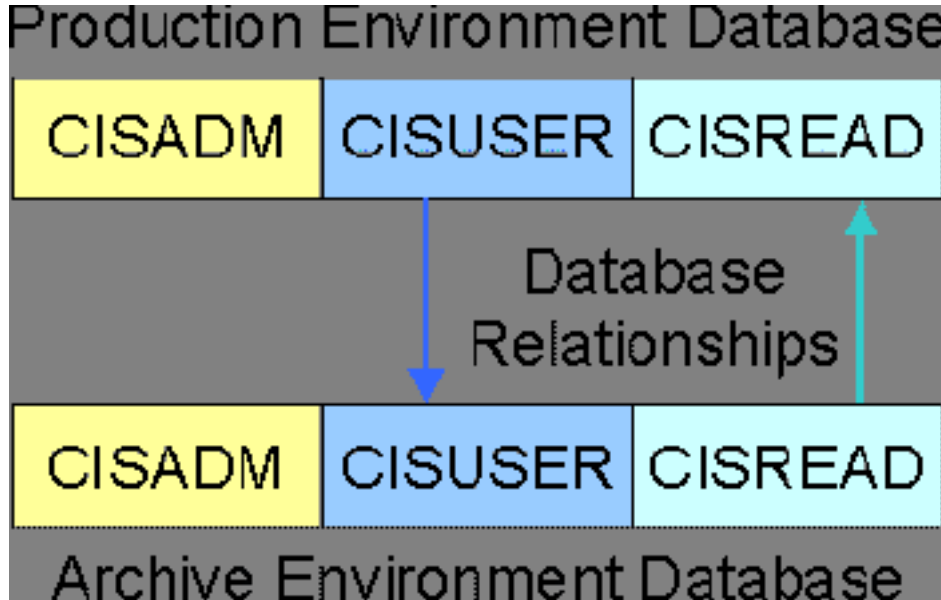 Production Environment Database
CISADM CISUSER CISREAD
Database
Relationships
CISADM CISUSER CISREAD
Archive Environment Database